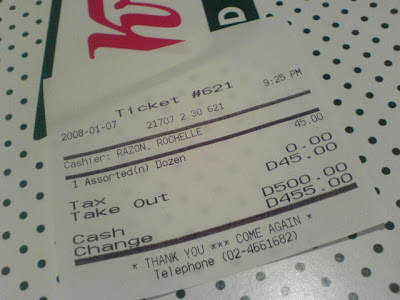 Ticket #621
2008-01-07 21707 2 30 621 9:25 PM
Cashier: RAZON, ROCHELLE
1 Assorted(n) Dozen 45.00
Tax 0.00
Take Out D45.00
Cash D500.00
Change D455.00
* THANK YOU *** COME AGAIN *
Telephone (02-4661682)